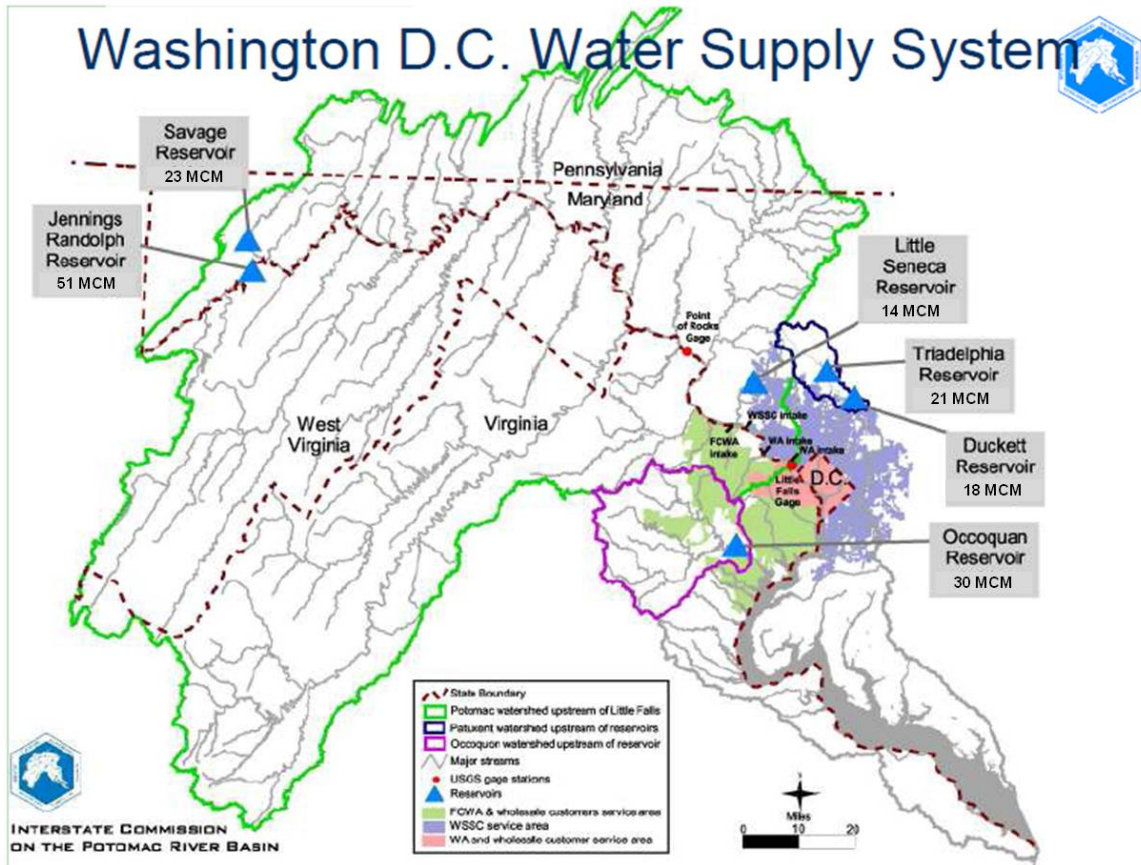 Washington D.C. Water Supply System
Savage
Reservoir
23 MCM
Jennings
Randolph
Reservoir
51 MCM
Pennsylvania
Maryland
Little
Seneca
Reservoir
14 MCM
Point
of Rocks
Gage
Triadelphia
Reservoir
21 MCM
West
Virginia
Virginia
WSSC intake
FCWA
intake
WA intake
WA intake
Little
Falls
Gage
D.C.
Duckett
Reservoir
18 MCM
Occoquan
Reservoir
30 MCM
State Boundary
Potomac watershed upstream of Little Falls
Patuxent watershed upstream of reservoirs
Occoquon watershed upstream of reservoir
Major streams
USGS gage stations
Reservoirs
FCWA & wholesale customers service area
WSSC service area
WA and wholesale customer service area
Miles
0 10 20
INTERSTATE COMMISSION
ON THE POTOMAC RIVER BASIN